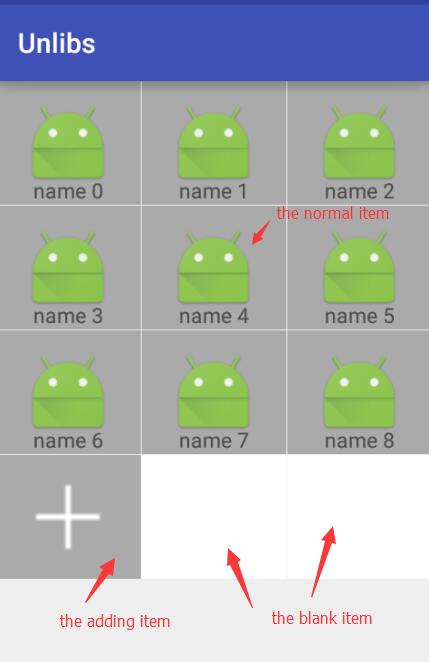 Unlibs
name 0
name 1
name 2
the normal item
name 3
name 4
name 5
name 6
name 7
name 8
the adding item
the blank item